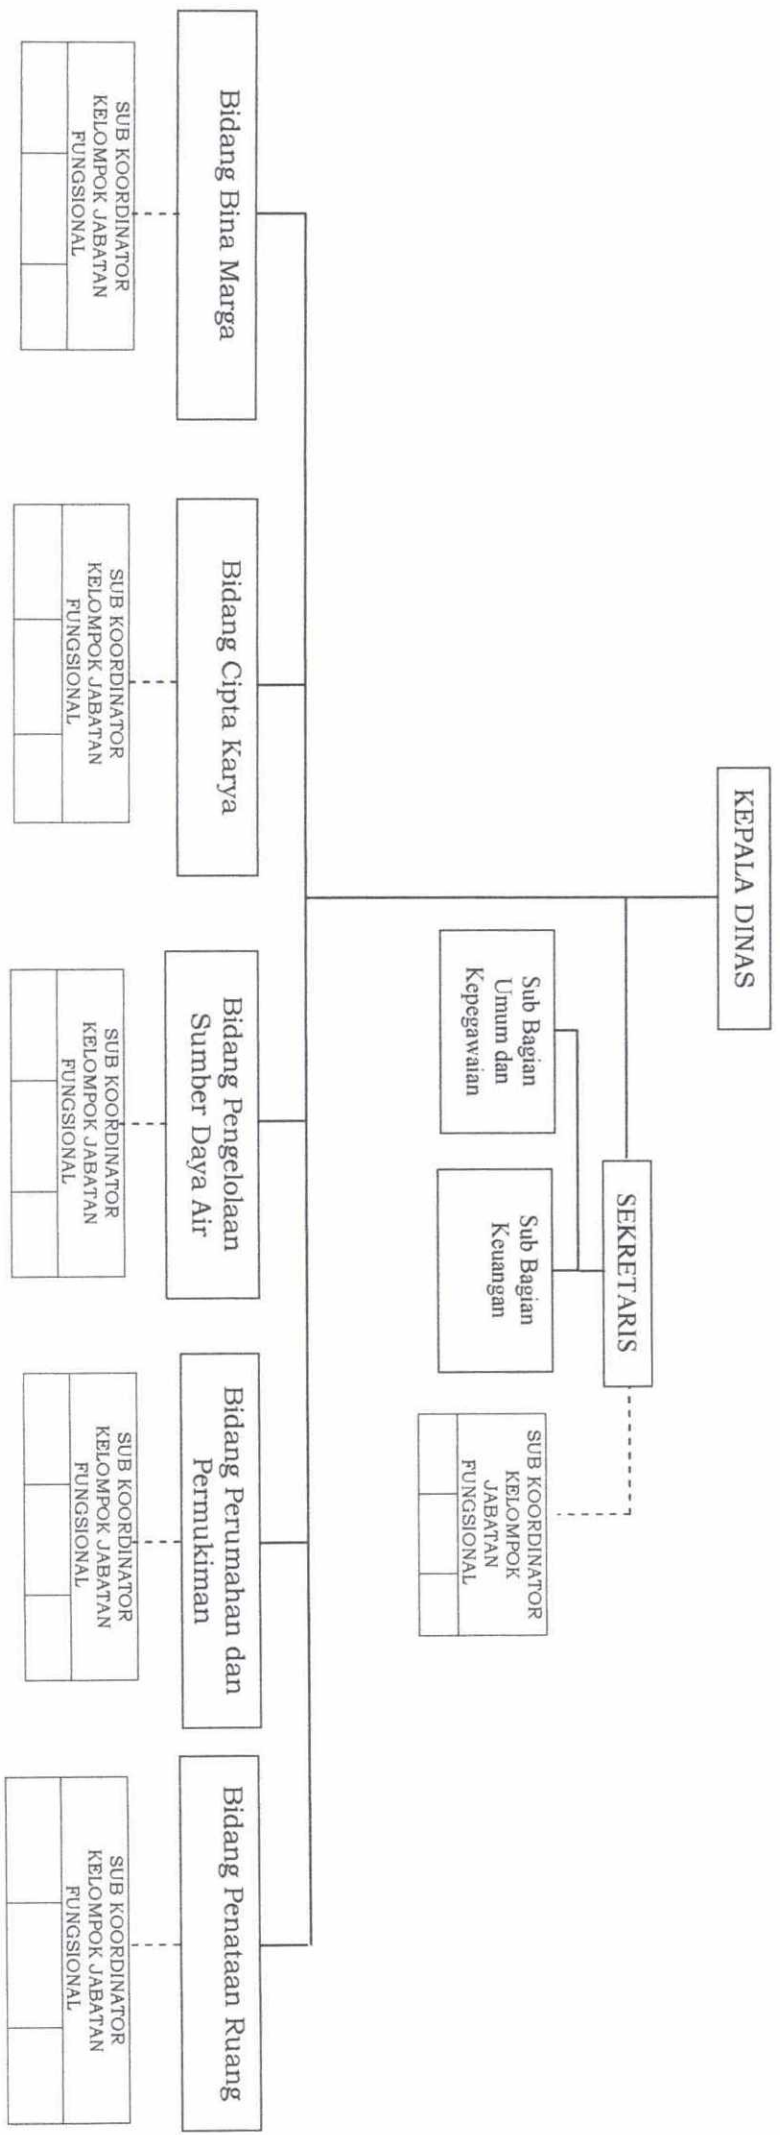 KEPALA DINAS
SEKRETARIS
Sub Bagian
Umum dan
Kepegawaian
Sub Bagian
Keuangan
SUB KOORDINATOR
KELOMPOK
JABATAN
FUNGSIONAL
Bidang Bina Marga
Bidang Cipta Karya
Bidang Pengelolaan
Sumber Daya Air
Bidang Perumahan dan
Permukiman
Bidang Penataan Ruang
SUB KOORDINATOR
KELOMPOK JABATAN
FUNGSIONAL
SUB KOORDINATOR
KELOMPOK JABATAN
FUNGSIONAL
SUB KOORDINATOR
KELOMPOK JABATAN
FUNGSIONAL
SUB KOORDINATOR
KELOMPOK JABATAN
FUNGSIONAL
SUB KOORDINATOR
KELOMPOK JABATAN
FUNGSIONAL